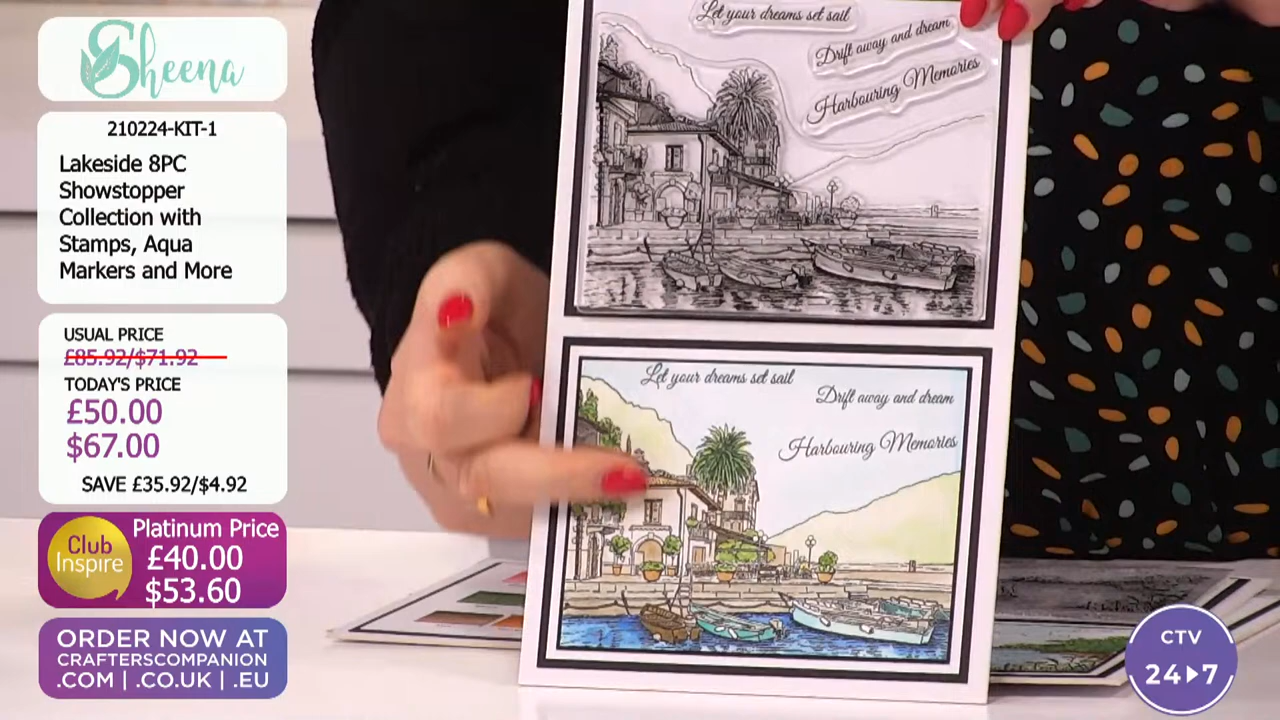 Sheena
210224-KIT-1
Lakeside 8PC
Showstopper
Collection with
Stamps, Aqua
Markers and More
USUAL PRICE
£85.92/$71.92
TODAY'S PRICE
£50.00
$67.00
SAVE £35.92/$4.92
Club
Inspire
Platinum Price
£40.00
$53.60
ORDER NOW AT
CRAFTERSCOMPANION
.COM | .CO.UK | .EU
Let your dreams set sail
Drift away and dream
Harbouring Memories
Let your dreams set sail
Drift away and dream
Harbouring Memories
CTV
24▶7